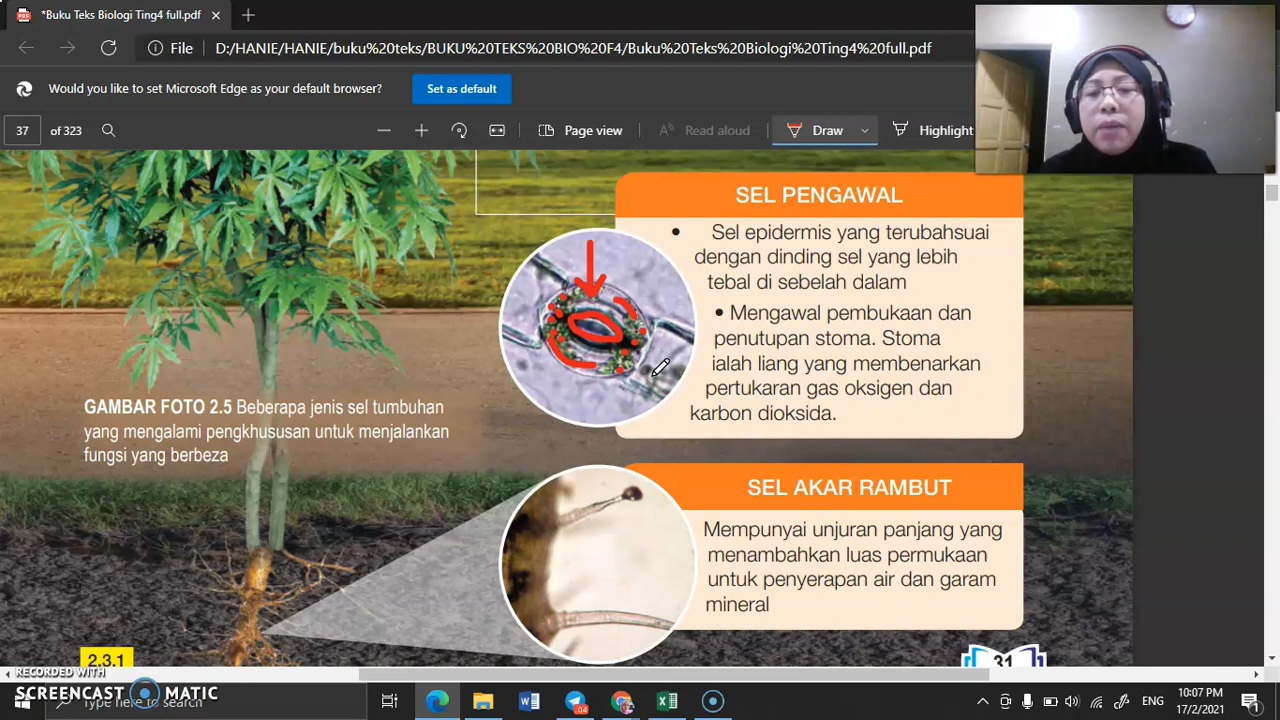 *Buku Teks Biologi Ting4 full.pdf
File D:/HANIE/HANIE/buku%20teks/BUKU%20TEKS%20BIO%20F4/Buku%20Teks%20Biologi%20Ting4%20full.pdf
Would you like to set Microsoft Edge as your default browser? Set as default
37 of 323 Page view Read aloud Draw Highlight
SEL PENGAWAL
• Sel epidermis yang terubahsuai
dengan dinding sel yang lebih
tebal di sebelah dalam
• Mengawal pembukaan dan
penutupan stoma. Stoma
ialah liang yang membenarkan
pertukaran gas oksigen dan
karbon dioksida.
GAMBAR FOTO 2.5 Beberapa jenis sel tumbuhan
yang mengalami pengkhususan untuk menjalankan
fungsi yang berbeza
SEL AKAR RAMBUT
Mempunyai unjuran panjang yang
menambahkan luas permukaan
untuk penyerapan air dan garam
mineral
2.3.1
31
RECORDED WITH
SCREENCAST MATIC
Type here to search
ENG
10:07 PM
17/2/2021